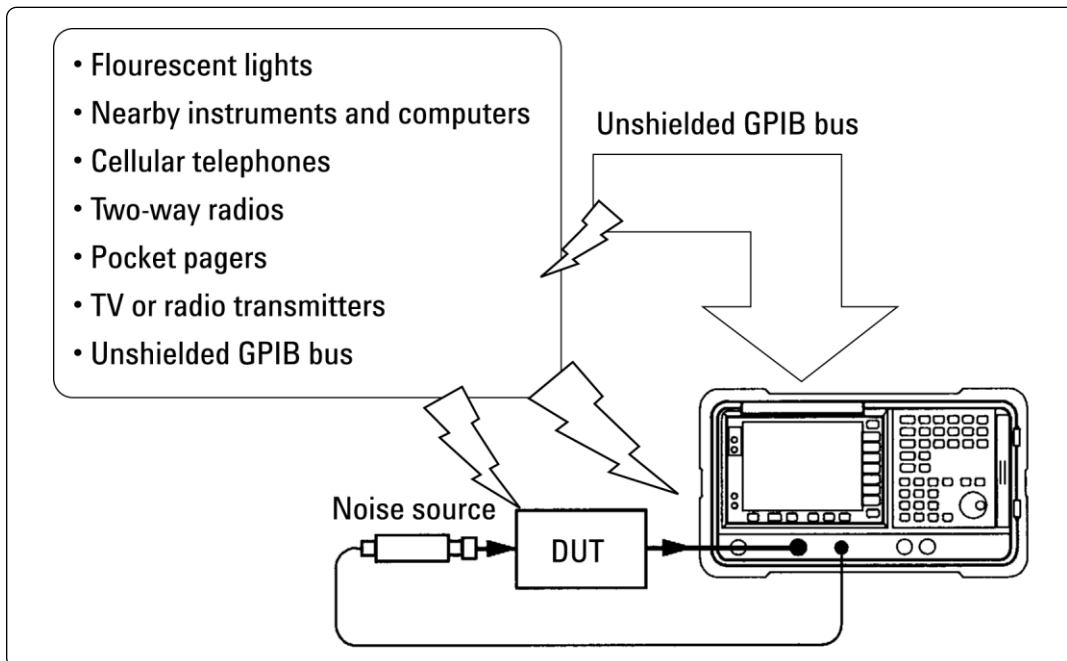 • Flourescent lights
• Nearby instruments and computers
• Cellular telephones
• Two-way radios
• Pocket pagers
• TV or radio transmitters
• Unshielded GPIB bus
Unshielded GPIB bus
Noise source
DUT